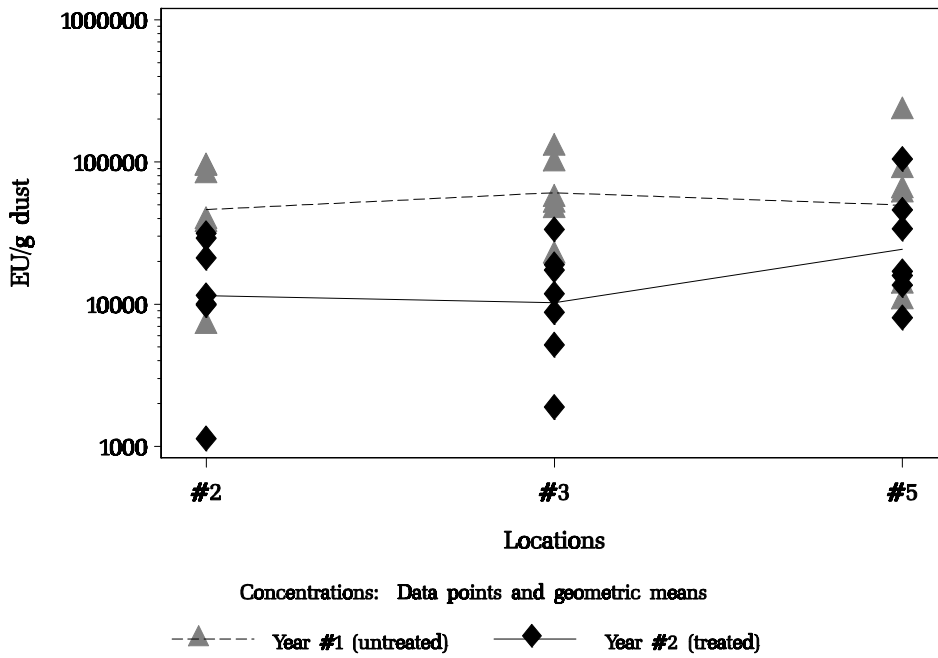 1000000
100000
10000
1000
EU/g dust
#2 #3 #5
Locations
Concentrations: Data points and geometric means
Year #1 (untreated) Year #2 (treated)